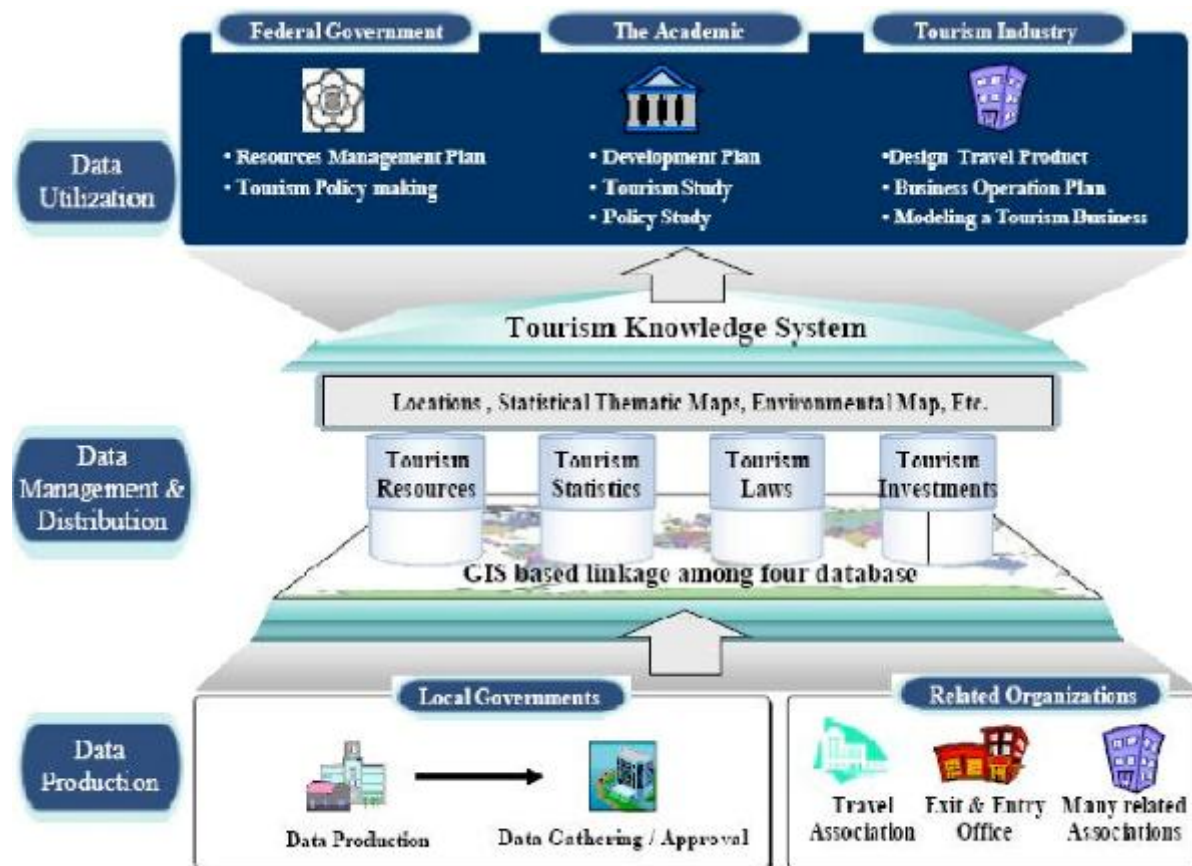 Federal Government
The Academic
Tourism Industry
Data
Utilization
• Resources Management Plan
• Tourism Policy making
• Development Plan
• Tourism Study
• Policy Study
•Design Travel Product
• Business Operation Plan
• Modeling a Tourism Business
Tourism Knowledge System
Locations , Statistical Thematic Maps, Environmental Map, Etc.
Data
Management &
Distribution
Tourism
Resources
Tourism
Statistics
Tourism
Laws
Tourism
Investments
GIS based linkage among four database
Data
Production
Local Governments
Data Production
Data Gathering / Approval
Related Organizations
Travel
Association
Exit & Entry
Office
Many related
Associations